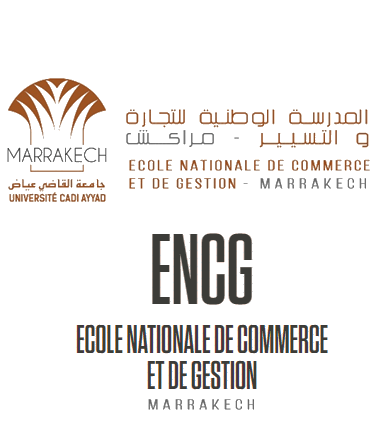 MARRAKECH
جامعة القاضي عياض
UNIVERSITÉ CADI AYYAD
المدرسة الوطنية للتجارة
و التسيير - مراكش
ECOLE NATIONALE DE COMMERCE
ET DE GESTION - MARRAKECH
ENCG
ECOLE NATIONALE DE COMMERCE
ET DE GESTION
MARRAKECH